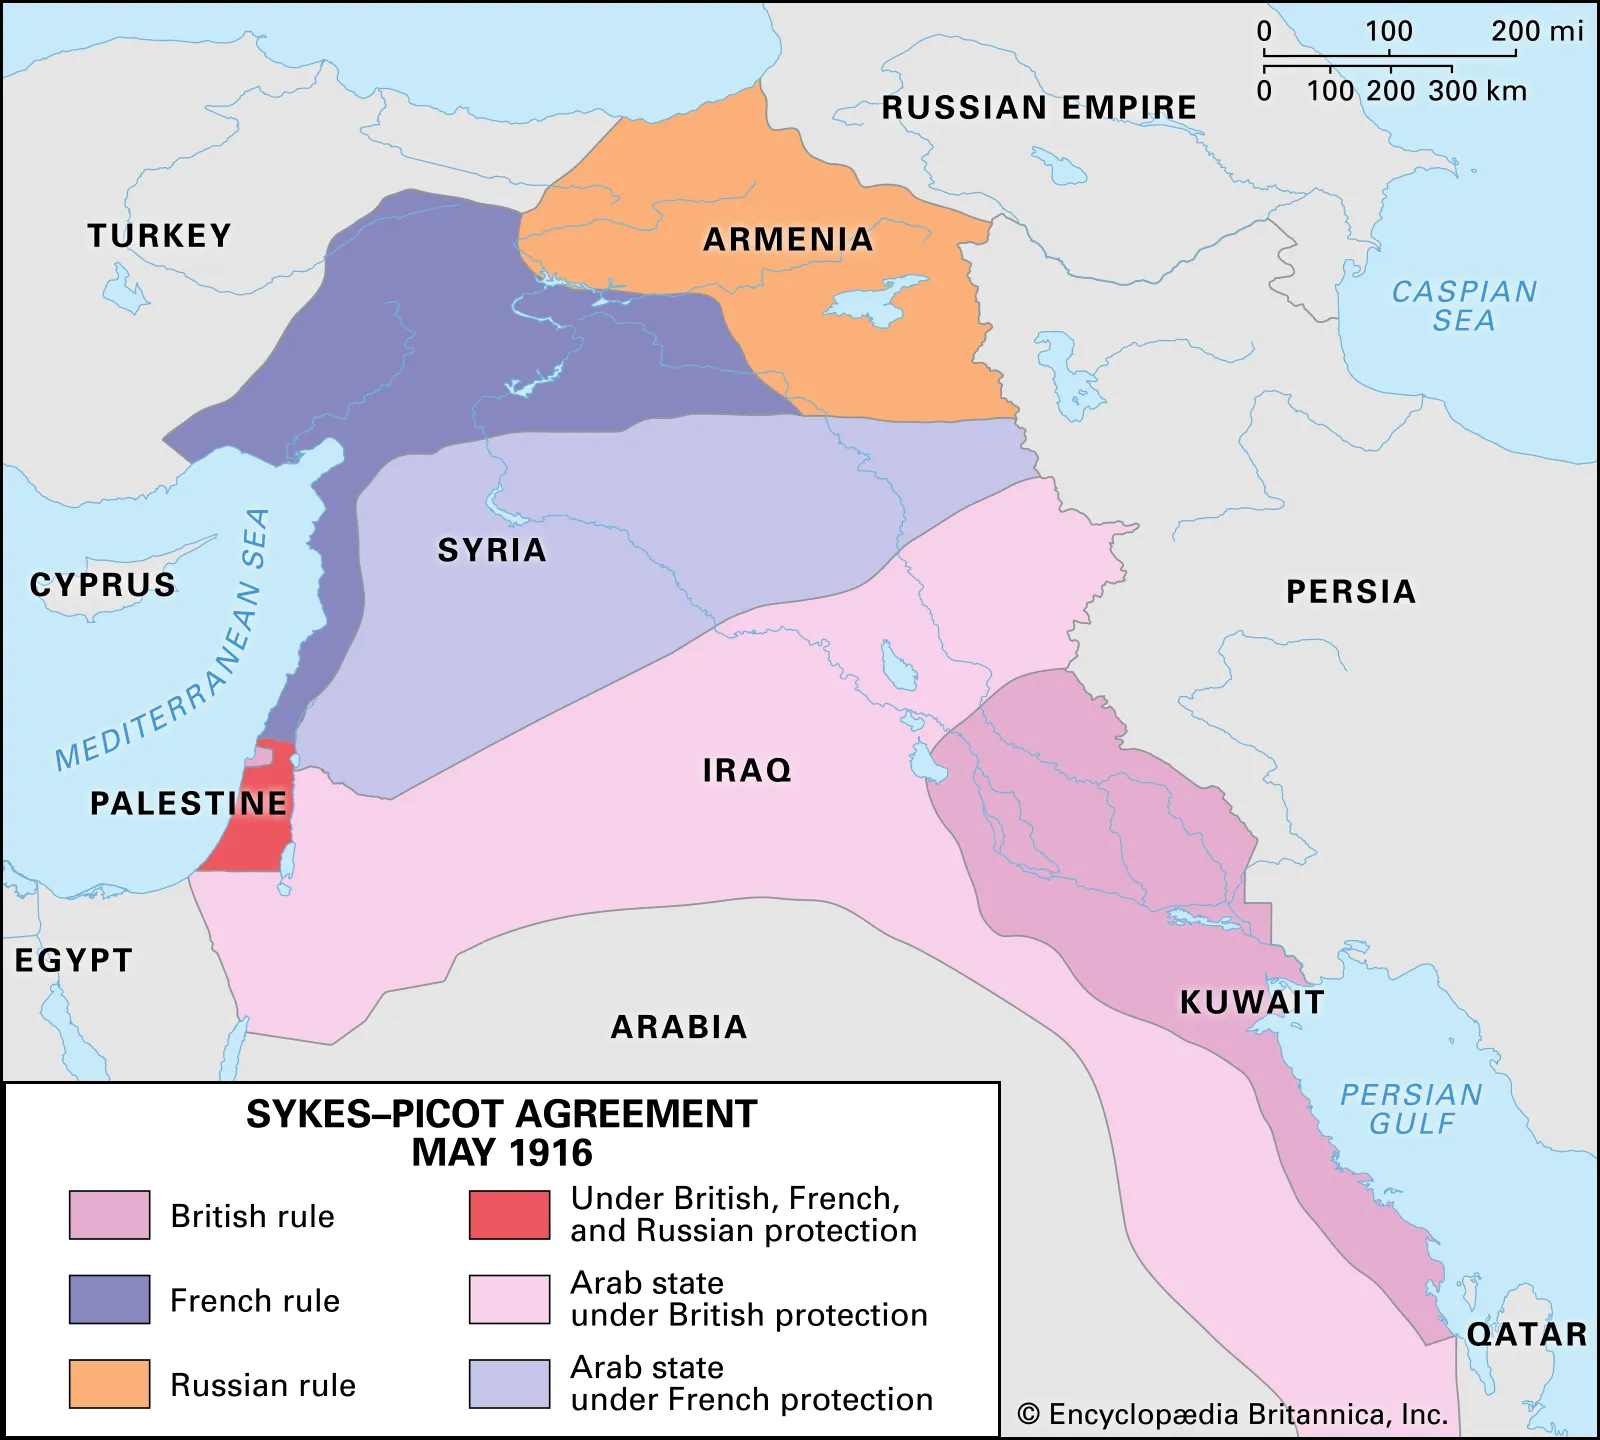 0 100 200 mi
0 100 200 300 km
RUSSIAN EMPIRE
TURKEY
ARMENIA
CASPIAN
SEA
SYRIA
CYPRUS
MEDITERRANEAN SEA
PERSIA
IRAQ
PALESTINE
EGYPT
KUWAIT
ARABIA
PERSIAN
GULF
QATAR
SYKES–PICOT AGREEMENT
MAY 1916
British rule
French rule
Russian rule
Under British, French,
and Russian protection
Arab state
under British protection
Arab state
under French protection
© Encyclopædia Britannica, Inc.